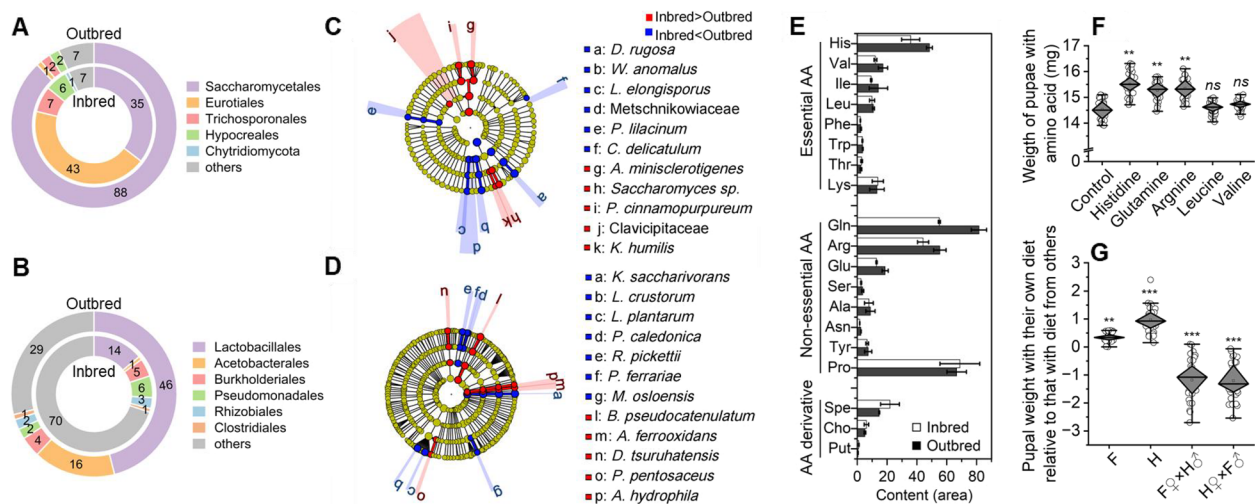 A
Outbred
Inbred
7
2
2
1
7
1
6
7
35
43
88
Saccharomycetales
Eurotiales
Trichosporonales
Hypocreales
Chytridiomycota
others
B
Outbred
Inbred
29
14
1
5
6
3
1
46
70
1
2
2
4
16
Lactobacillales
Acetobacterales
Burkholderiales
Pseudomonadales
Rhizobiales
Clostridiales
others
C
Inbred>Outbred
Inbred<Outbred
j
i
g
f
e
a
h
k
b
c
d
a: D. rugosa
b: W. anomalus
c: L. elongisporus
d: Metschnikowiaceae
e: P. lilacinum
f: C. delicatulum
g: A. minisclerotigenes
h: Saccharomyces sp.
i: P. cinnamopurpureum
j: Clavicipitaceae
k: K. humilis
D
n
e
f
d
l
p
m
a
c
b
o
g
a: K. saccharivorans
b: L. crustorum
c: L. plantarum
d: P. caledonica
e: R. pickettii
f: P. ferrariae
g: M. osloensis
l: B. pseudocatenulatum
m: A. ferrooxidans
n: D. tsuruhatensis
o: P. pentosaceus
p: A. hydrophila
E
Essential AA
His
Val
Ile
Leu
Phe
Trp
Thr
Lys
Non-essential AA
Gln
Arg
Glu
Ser
Ala
Asn
Tyr
Pro
AA derivative
Spe
Cho
Put
Inbred
Outbred
0 20 40 60 80 100
Content (area)
F
Weigth of pupae with
amino acid (mg)
17
16
15
14
0
** ** ** ns ns
Control
Histidine
Glutamine
Arginine
Leucine
Valine
G
Pupal weight with their own diet
relative to that with diet from others
3
2
1
0
−1
−2
−3
** *** *** ***
F
H
F♀×H♂
H♀×F♂